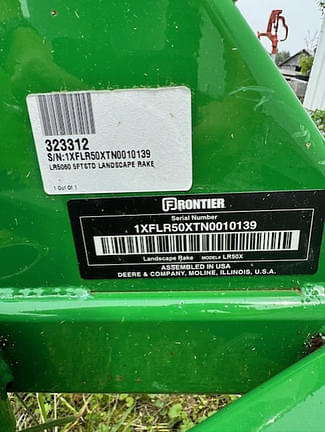 323312
S/N:1XFLR50XTN0010139
LR5060 5FTSTD LANDSCAPE RAKE
1 Out Of 1
FRONTIER
Serial Number
1XFLR50XTN0010139
Landscape Rake MODEL# LR50X
ASSEMBLED IN USA
DEERE & COMPANY, MOLINE, ILLINOIS, U.S.A.